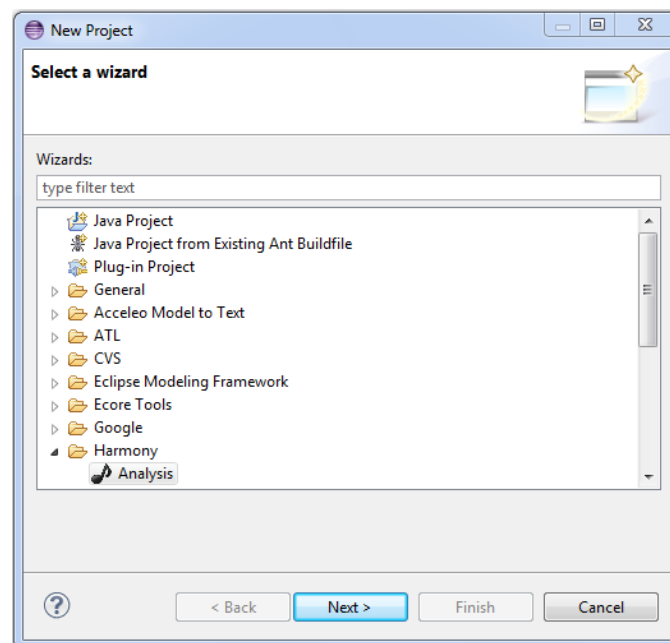 New Project
Select a wizard
Wizards:
type filter text
Java Project
Java Project from Existing Ant Buildfile
Plug-in Project
General
Acceleo Model to Text
ATL
CVS
Eclipse Modeling Framework
Ecore Tools
Google
Harmony
Analysis
? < Back Next > Finish Cancel